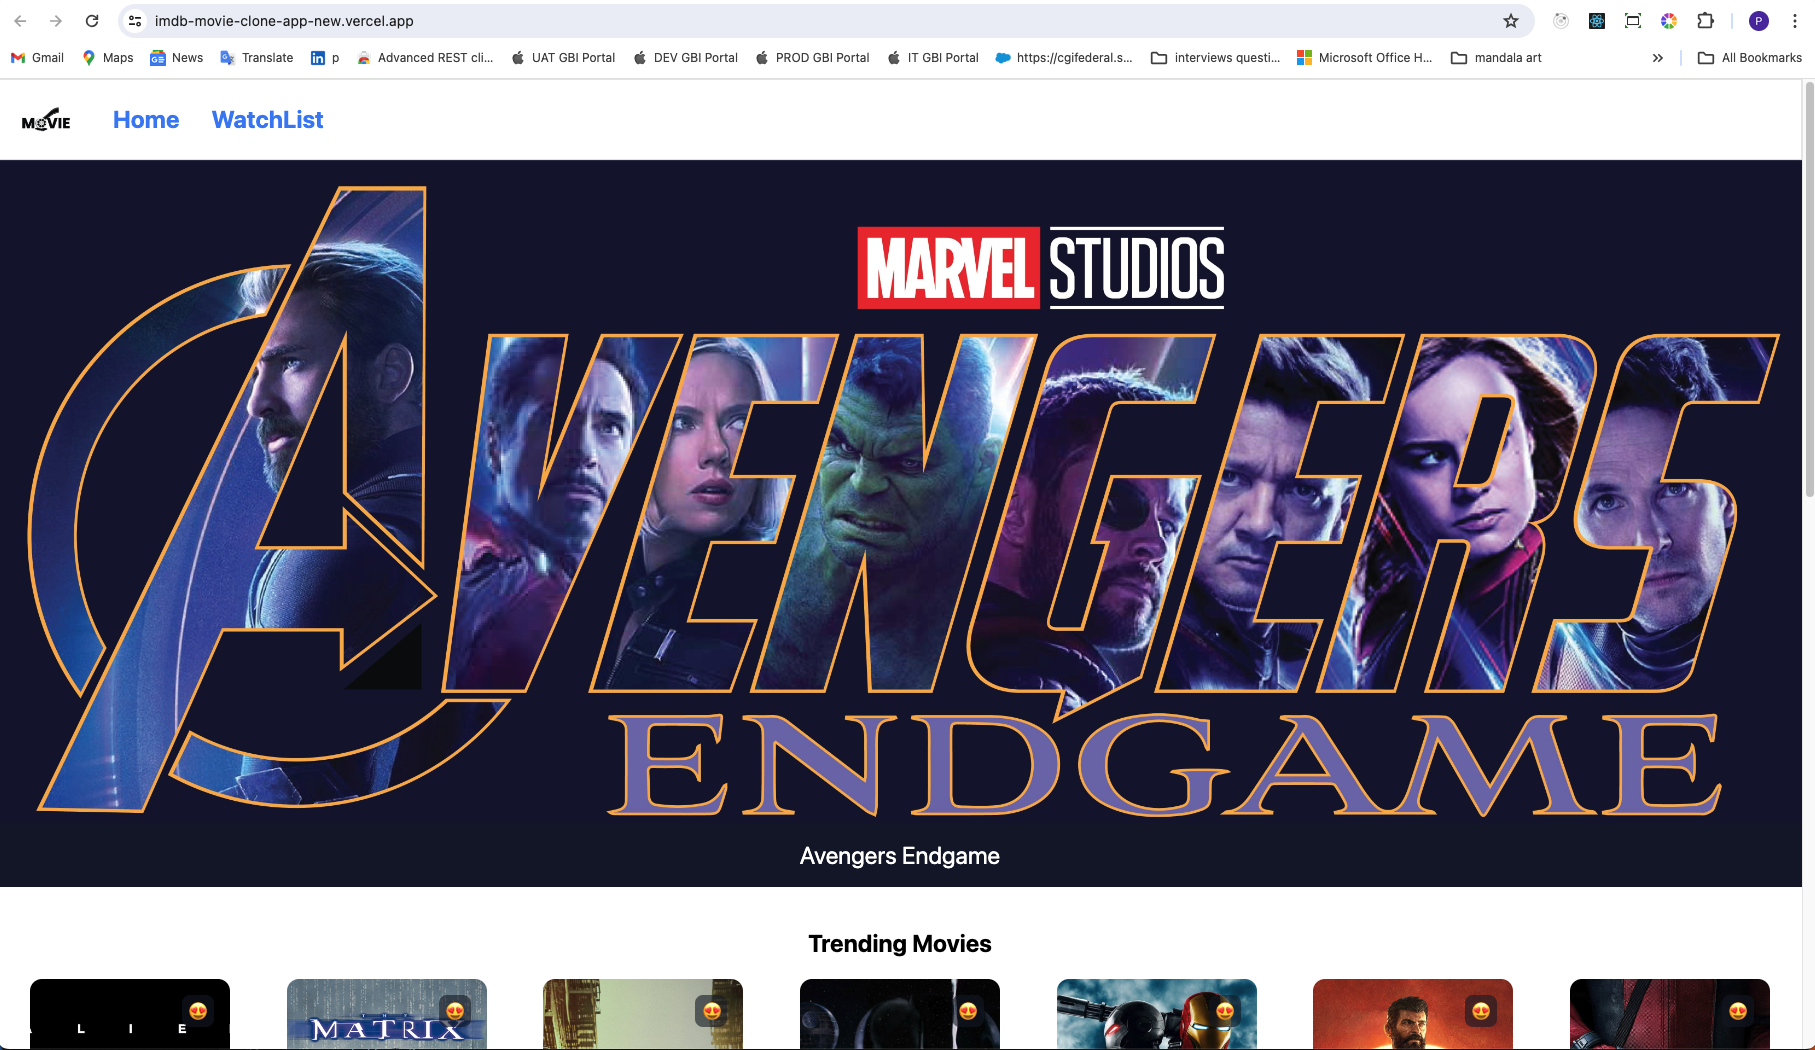 imdb-movie-clone-app-new.vercel.app
P
Gmail
Maps
News
Translate
p
Advanced REST cli...
UAT GBI Portal
DEV GBI Portal
PROD GBI Portal
IT GBI Portal
https://cgifederal.s...
interviews questi...
Microsoft Office H...
mandala art
All Bookmarks
MOVIE
Home
WatchList
MARVEL STUDIOS
AVENGERS
ENDGAME
Avengers Endgame
Trending Movies
L I E
THE
MATRIX